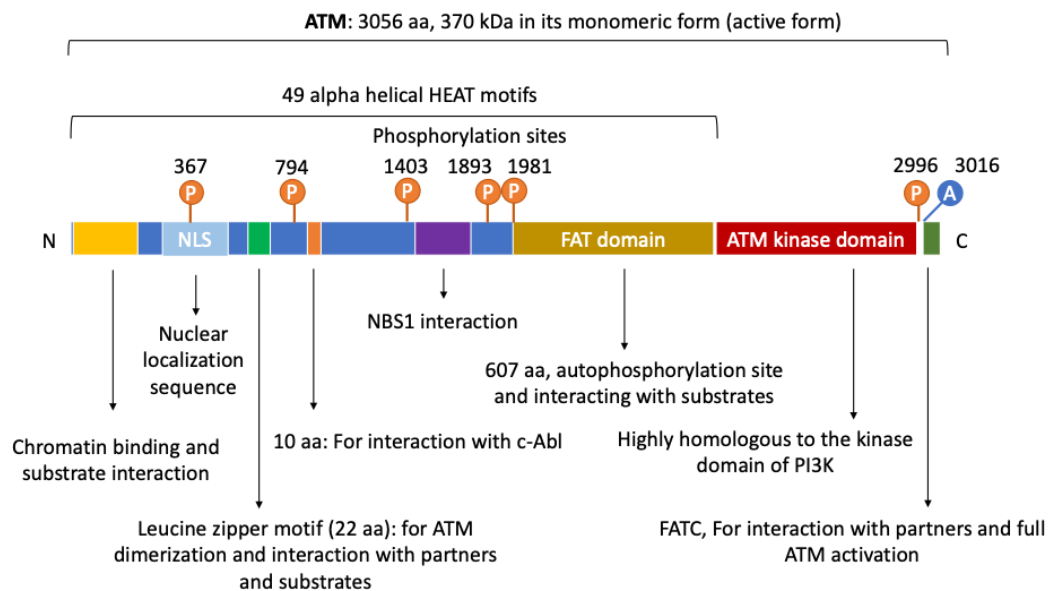 ATM: 3056 aa, 370 kDa in its monomeric form (active form)
49 alpha helical HEAT motifs
Phosphorylation sites
367
794
1403
1893
1981
2996
3016
P
P
P
P
P
P
A
N
NLS
FAT domain
ATM kinase domain
C
Nuclear
localization
sequence
NBS1 interaction
607 aa, autophosphorylation site
and interacting with substrates
Chromatin binding and
substrate interaction
10 aa: For interaction with c-Abl
Highly homologous to the kinase
domain of PI3K
Leucine zipper motif (22 aa): for ATM
dimerization and interaction with partners
and substrates
FATC, For interaction with partners and full
ATM activation